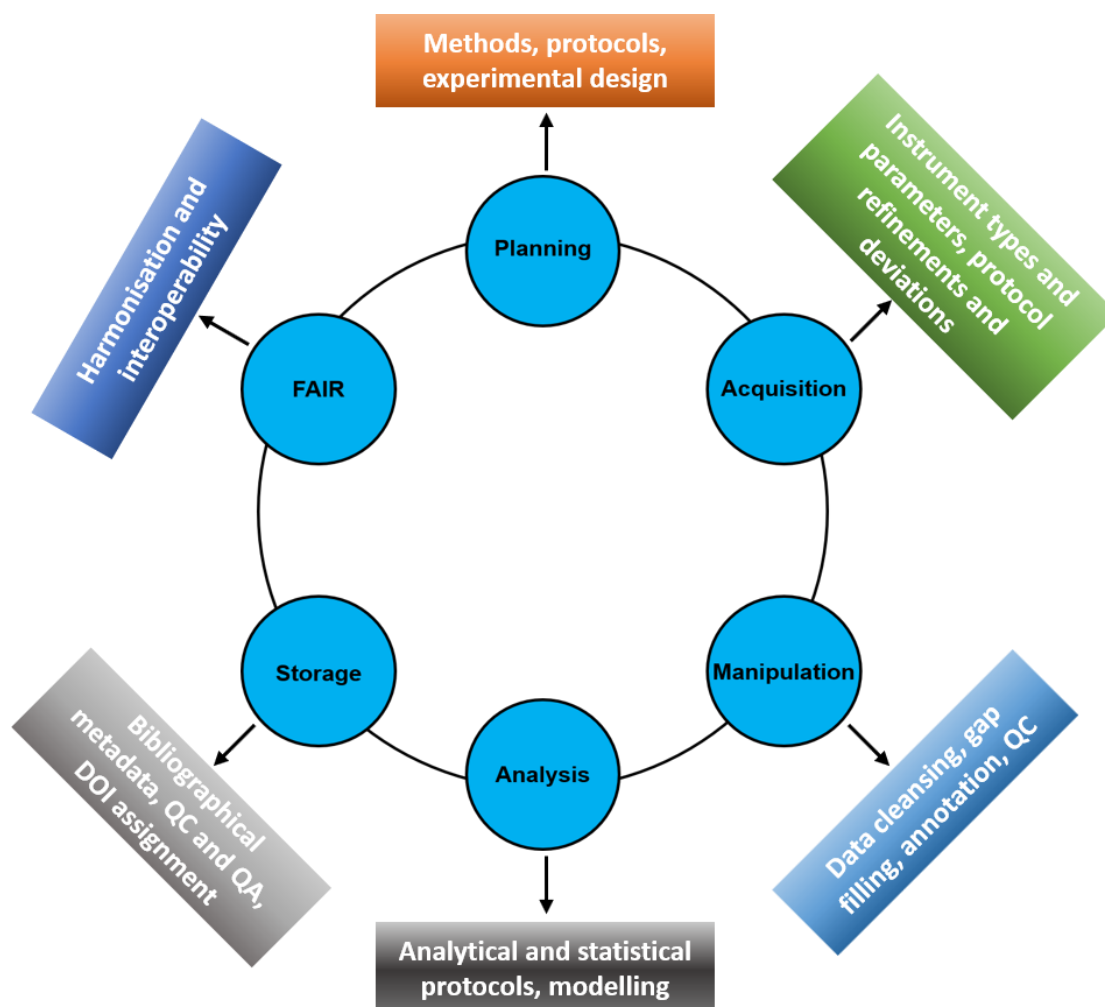 Methods, protocols,
experimental design
Planning
Instrument types and
parameters, protocol
refinements and
deviations
Acquisition
Harmonisation and
interoperability
FAIR
Manipulation
Data cleansing, gap
filling, annotation, QC
Storage
Bibliographical
metadata, QC and QA,
DOI assignment
Analysis
Analytical and statistical
protocols, modelling